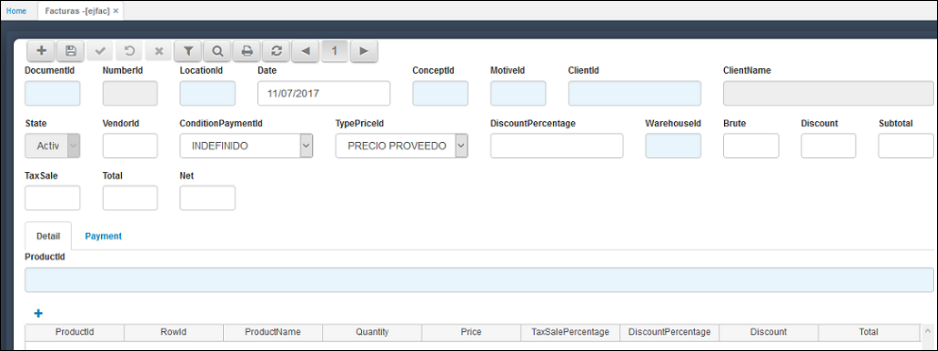 Home Facturas -[ejfac] ×
1
DocumentId NumberId LocationId Date ConceptId MotiveId ClientId ClientName
11/07/2017
State VendorId ConditionPaymentId TypePriceId DiscountPercentage WarehouseId Brute Discount Subtotal
Activ INDEFINIDO PRECIO PROVEEDO
TaxSale Total Net
Detail Payment
ProductId
+
ProductId RowId ProductName Quantity Price TaxSalePercentage DiscountPercentage Discount Total